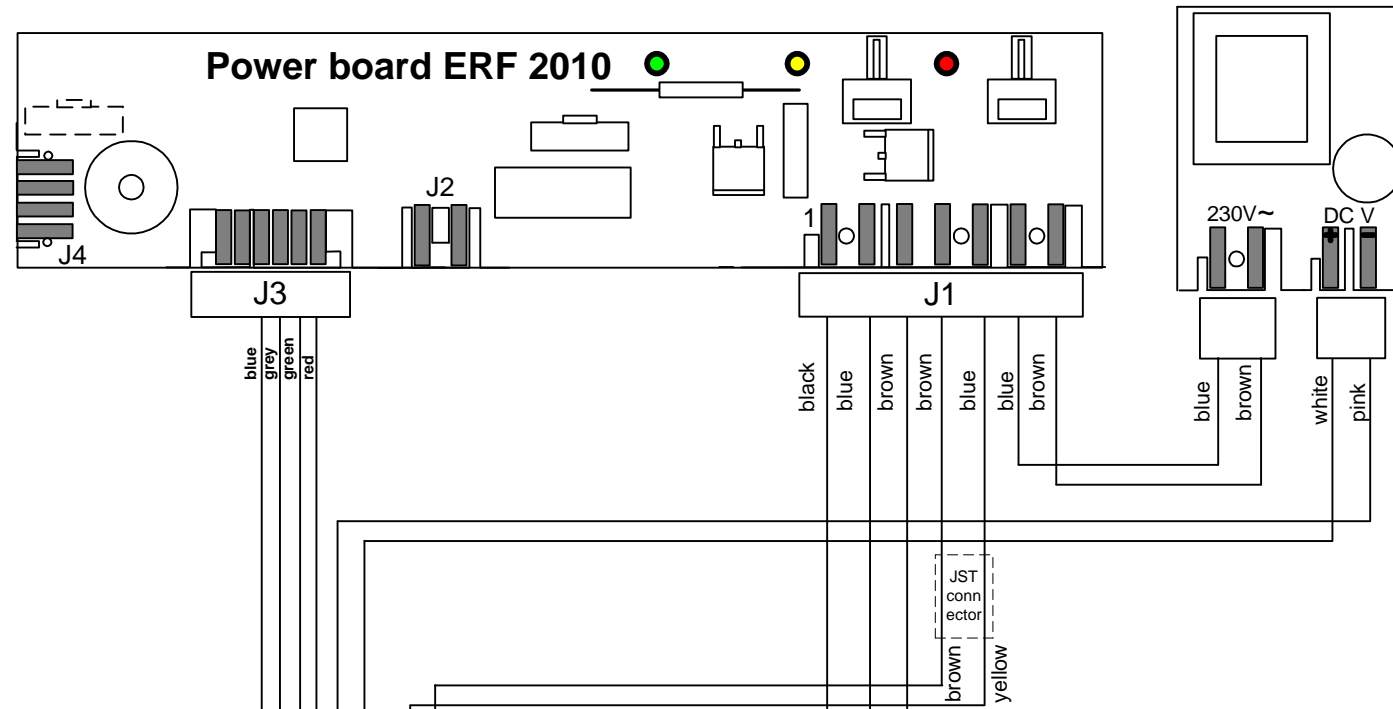 Power board ERF 2010
J4
J2
1
230V~
DC V
+ -
J3
J1
blue
grey
green
red
black
blue
brown
brown
blue
blue
brown
blue
brown
white
pink
JST
conn
ector
brown
yellow